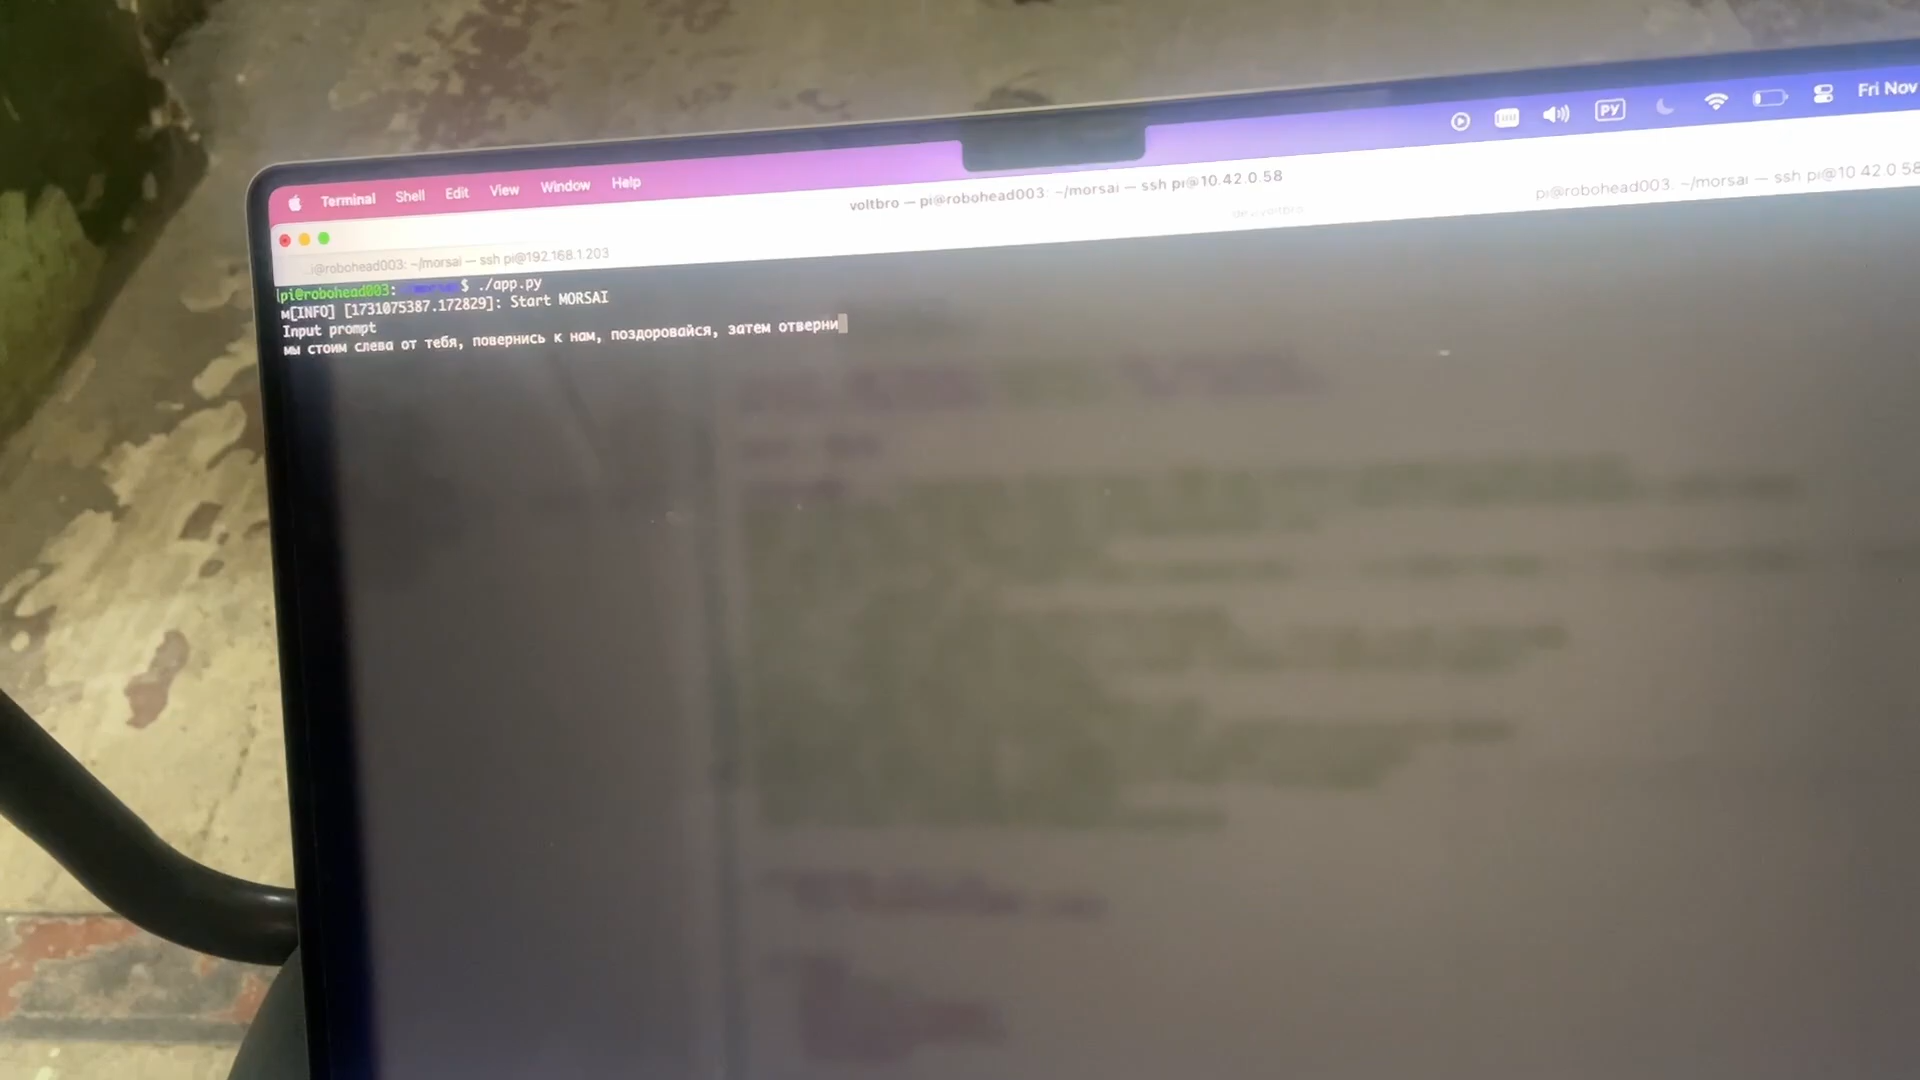 Terminal Shell Edit View Window Help
РУ
Fri Nov
voltbro — pi@robohead003: ~/morsai — ssh pi@10.42.0.58
i@robohead003: ~/morsai — ssh pi@192.168.1.203
pi@robohead003: ~/morsai — ssh pi@10.42.0.58
pi@robohead003: $ ./app.py
м[INFO] [1731075387.172829]: Start MORSAI
Input prompt
мы стоим слева от тебя, повернись к нам, поздоровайся, затем отверни